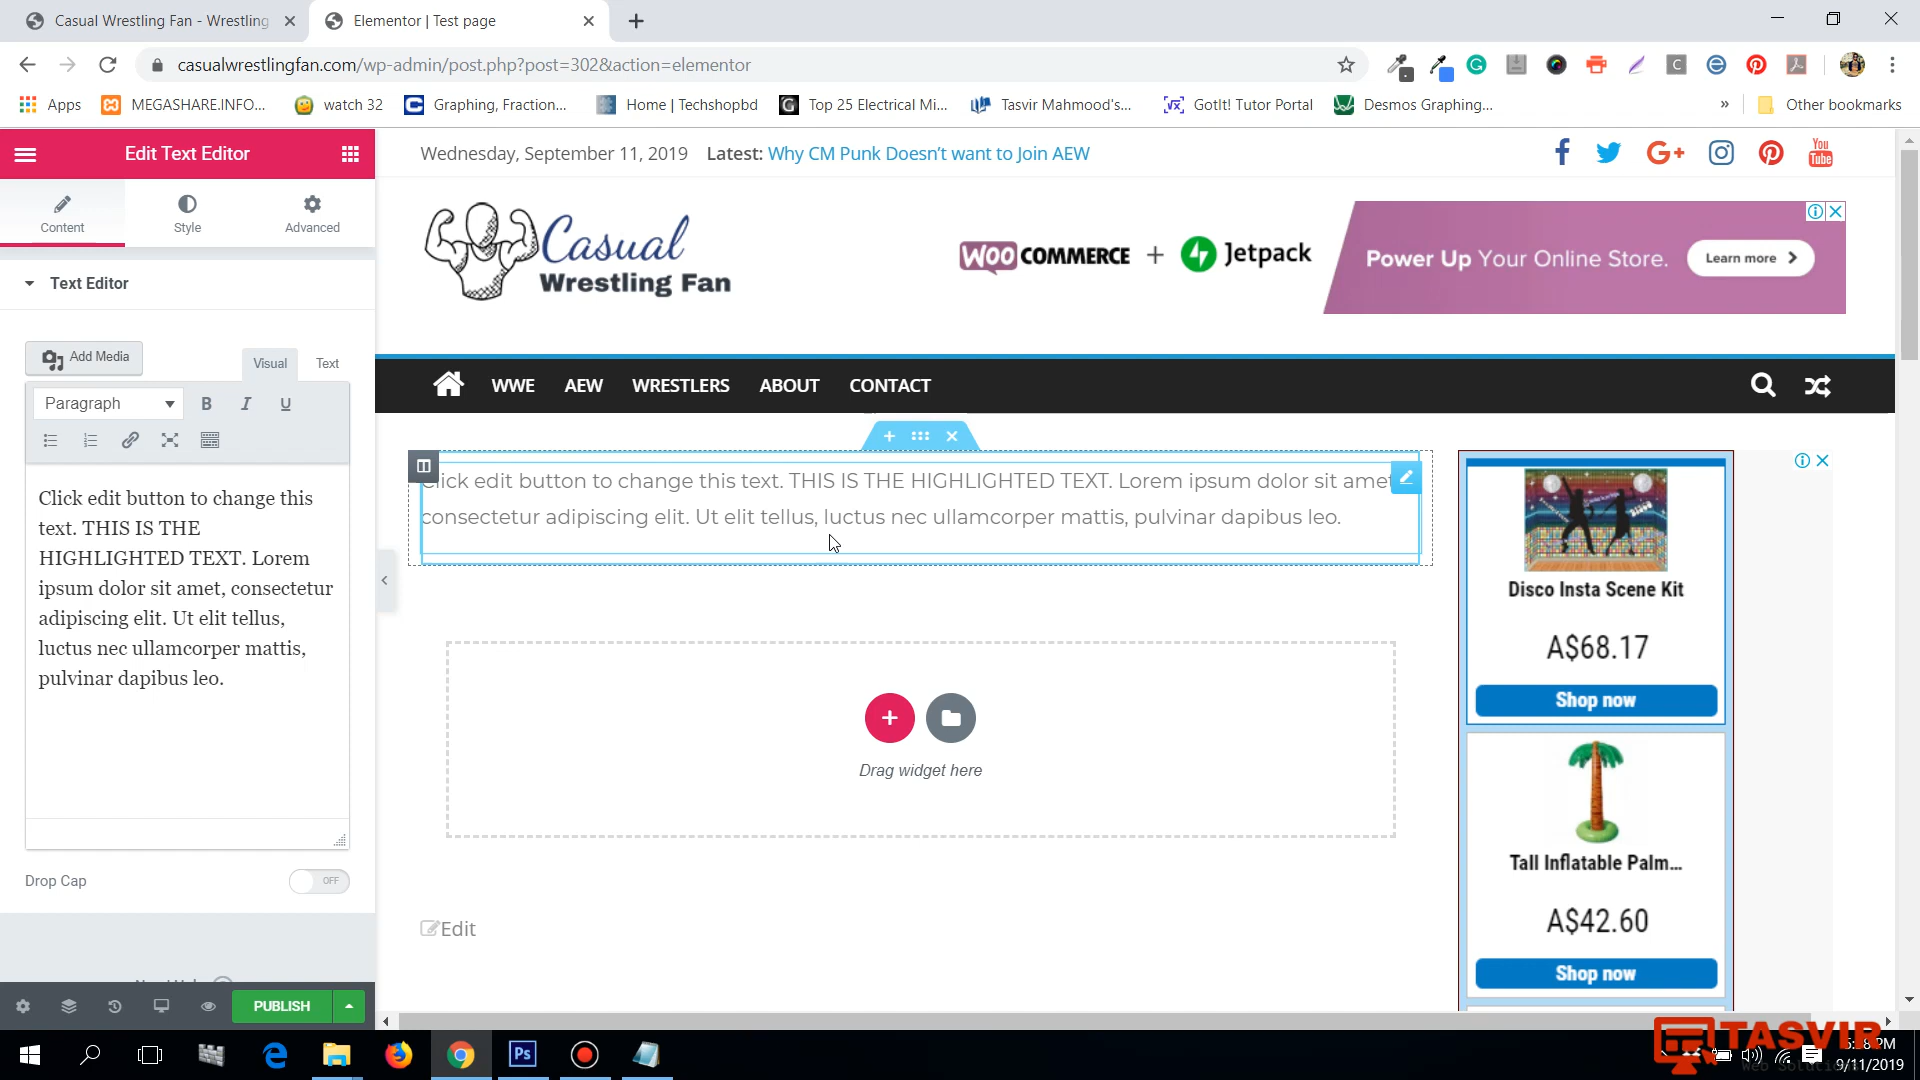 Casual Wrestling Fan - Wrestling
Elementor | Test page
casualwrestlingfan.com/wp-admin/post.php?post=302&action=elementor
Apps
MEGASHARE.INFO...
watch 32
Graphing, Fraction...
Home | Techshopbd
Top 25 Electrical Mi...
Tasvir Mahmood's...
GotIt! Tutor Portal
Desmos Graphing...
»
Other bookmarks
Edit Text Editor
Content
Style
Advanced
Text Editor
Add Media
Visual
Text
Paragraph
B
I
U
Click edit button to change this
text. THIS IS THE
HIGHLIGHTED TEXT. Lorem
ipsum dolor sit amet, consectetur
adipiscing elit. Ut elit tellus,
luctus nec ullamcorper mattis,
pulvinar dapibus leo.
Drop Cap
OFF
PUBLISH
Wednesday, September 11, 2019
Latest: Why CM Punk Doesn't want to Join AEW
G+
You
Tube
Casual
Wrestling Fan
WOO COMMERCE + Jetpack
Power Up Your Online Store.
Learn more
WWE
AEW
WRESTLERS
ABOUT
CONTACT
Click edit button to change this text. THIS IS THE HIGHLIGHTED TEXT. Lorem ipsum dolor sit amet,
consectetur adipiscing elit. Ut elit tellus, luctus nec ullamcorper mattis, pulvinar dapibus leo.
Drag widget here
Edit
Disco Insta Scene Kit
A$68.17
Shop now
Tall Inflatable Palm...
A$42.60
Shop now
Ps
TASVIR
PM
9/11/2019